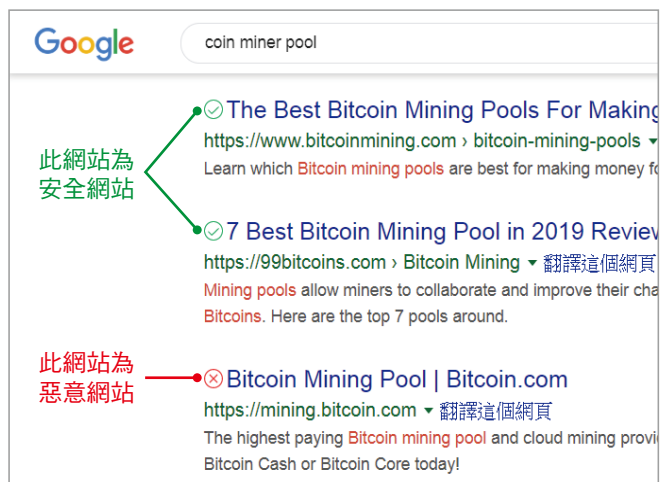 Google
coin miner pool
The Best Bitcoin Mining Pools For Making
https://www.bitcoinmining.com › bitcoin-mining-pools
Learn which Bitcoin mining pools are best for making money
此網站為
安全網站
7 Best Bitcoin Mining Pool in 2019 Review
https://99bitcoins.com › Bitcoin Mining 翻譯這個網頁
Mining pools allow miners to collaborate and improve their
Bitcoins. Here are the top 7 pools around.
此網站為
惡意網站
Bitcoin Mining Pool | Bitcoin.com
https://mining.bitcoin.com 翻譯這個網頁
The highest paying Bitcoin mining pool and cloud mining
Bitcoin Cash or Bitcoin Core today!